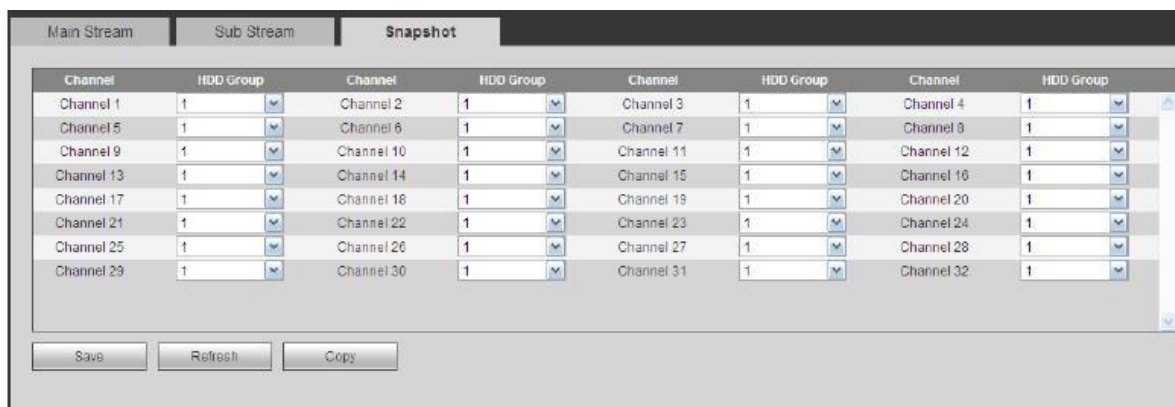 Main Stream Sub Stream Snapshot
Channel HDD Group Channel HDD Group Channel HDD Group Channel HDD Group
Channel 1 1 Channel 2 1 Channel 3 1 Channel 4 1
Channel 5 1 Channel 6 1 Channel 7 1 Channel 8 1
Channel 9 1 Channel 10 1 Channel 11 1 Channel 12 1
Channel 13 1 Channel 14 1 Channel 15 1 Channel 16 1
Channel 17 1 Channel 18 1 Channel 19 1 Channel 20 1
Channel 21 1 Channel 22 1 Channel 23 1 Channel 24 1
Channel 25 1 Channel 26 1 Channel 27 1 Channel 28 1
Channel 29 1 Channel 30 1 Channel 31 1 Channel 32 1
Save Refresh Copy